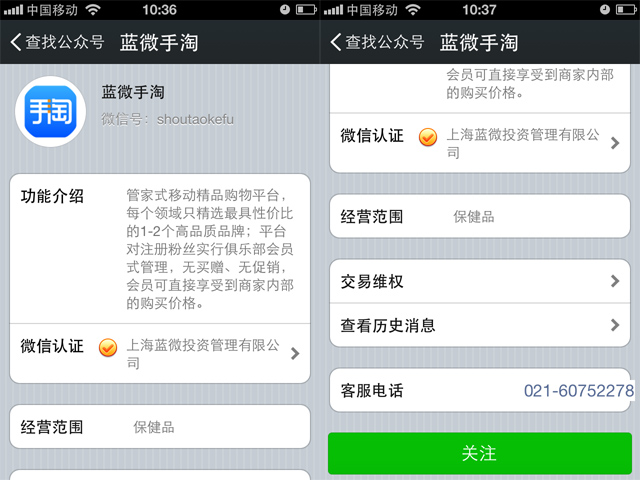 中国移动 10:36
查找公众号 蓝微手淘
手淘
蓝微手淘
微信号: shoutaokefu
功能介绍
管家式移动精品购物平台，
每个领域只精选最具性价比
的1-2个高品质品牌；平台
对注册粉丝实行俱乐部会员
式管理，无买赠、无促销，
会员可直接享受到商家内部
的购买价格。
微信认证
上海蓝微投资管理有限公
司
经营范围
保健品
中国移动 10:37
查找公众号 蓝微手淘
会员可直接享受到商家内部
的购买价格。
微信认证
上海蓝微投资管理有限公
司
经营范围
保健品
交易维权
查看历史消息
客服电话
021-60752278
关注